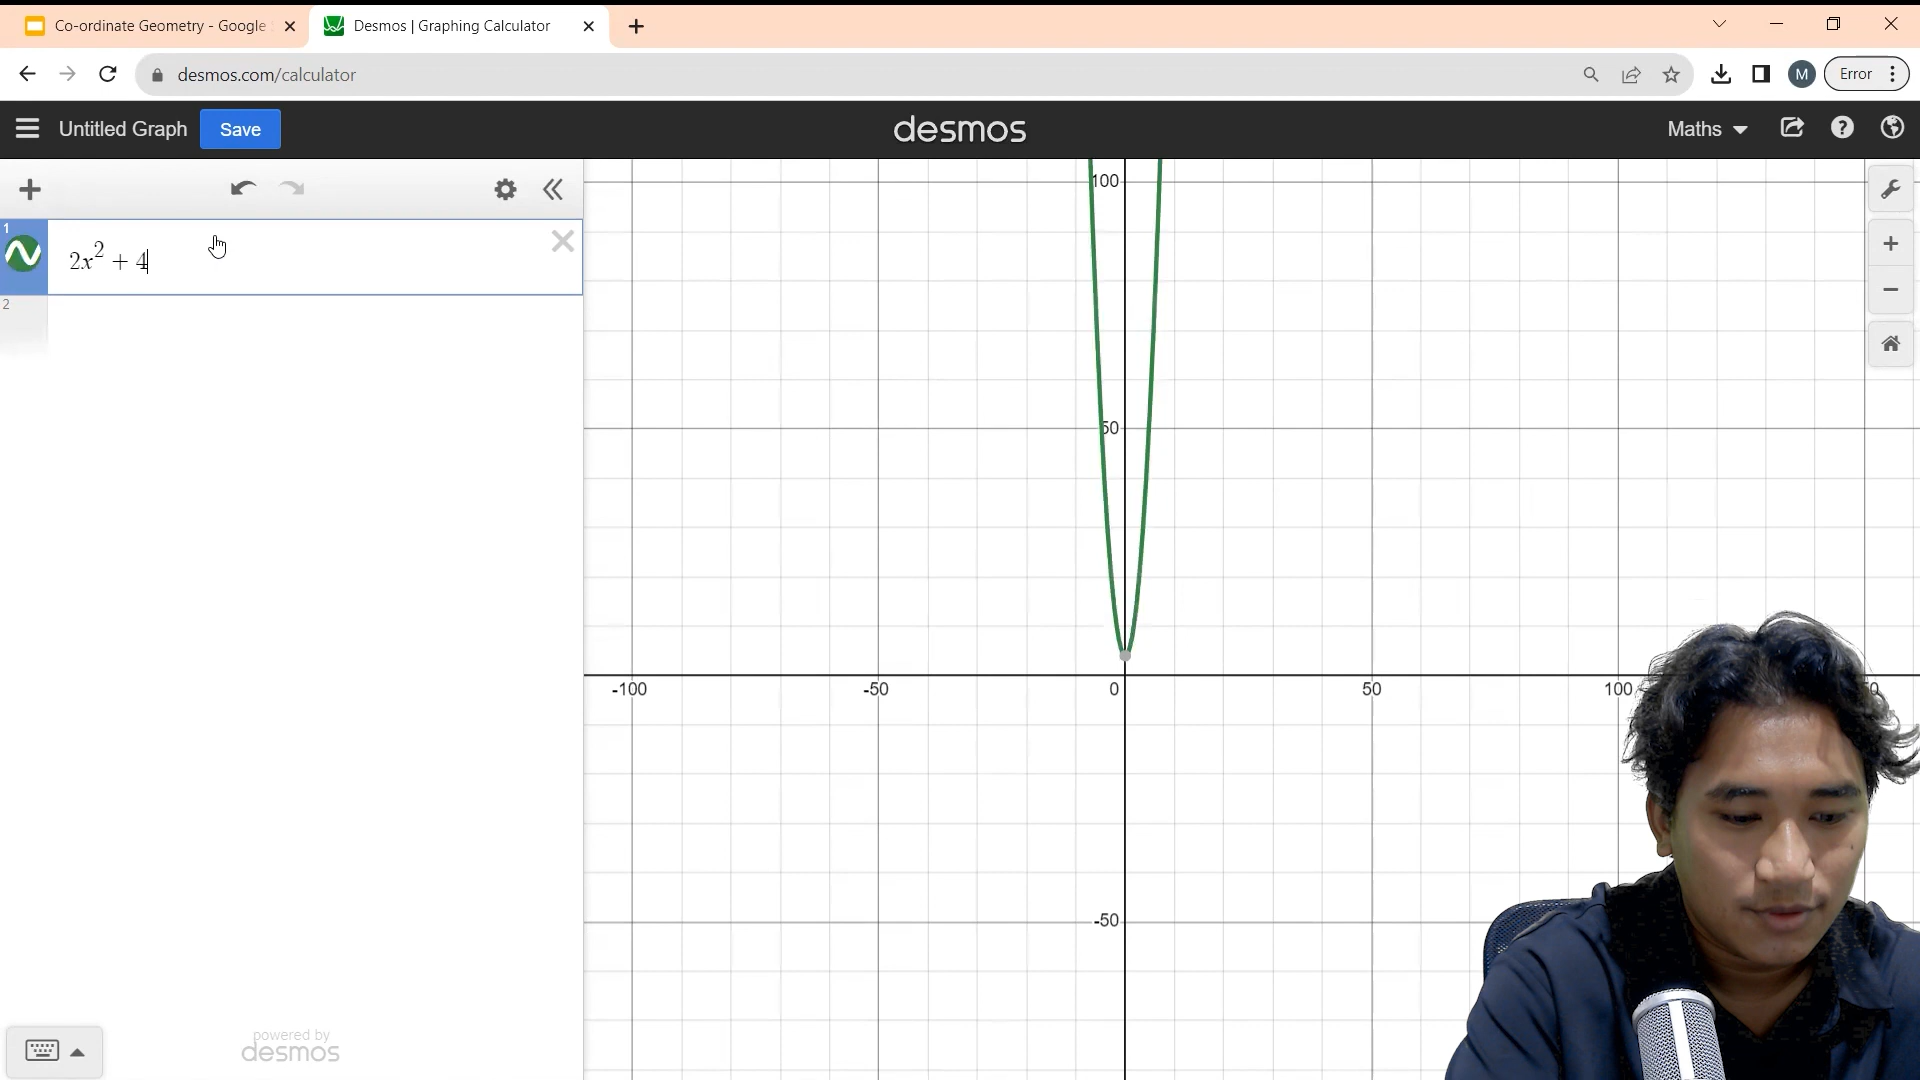 Co-ordinate Geometry - Google
Desmos | Graphing Calculator
desmos.com/calculator
M
Error
Untitled Graph
Save
desmos
Maths
1
2x² + 4
2
100
50
-100
-50
0
50
100
-50
powered by
desmos